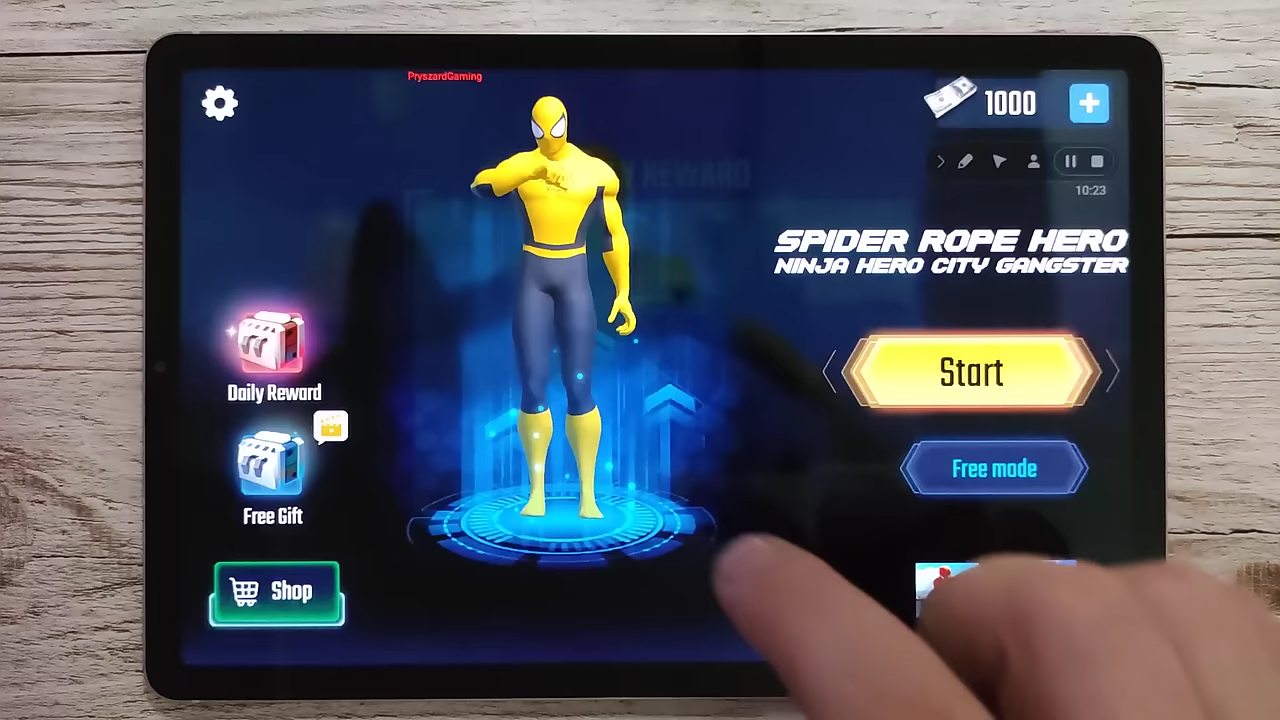 PryszardGaming
1000
10:23
REWARD
SPIDER ROPE HERO
NINJA HERO CITY GANGSTER
Start
Daily Reward
Free mode
Free Gift
Shop